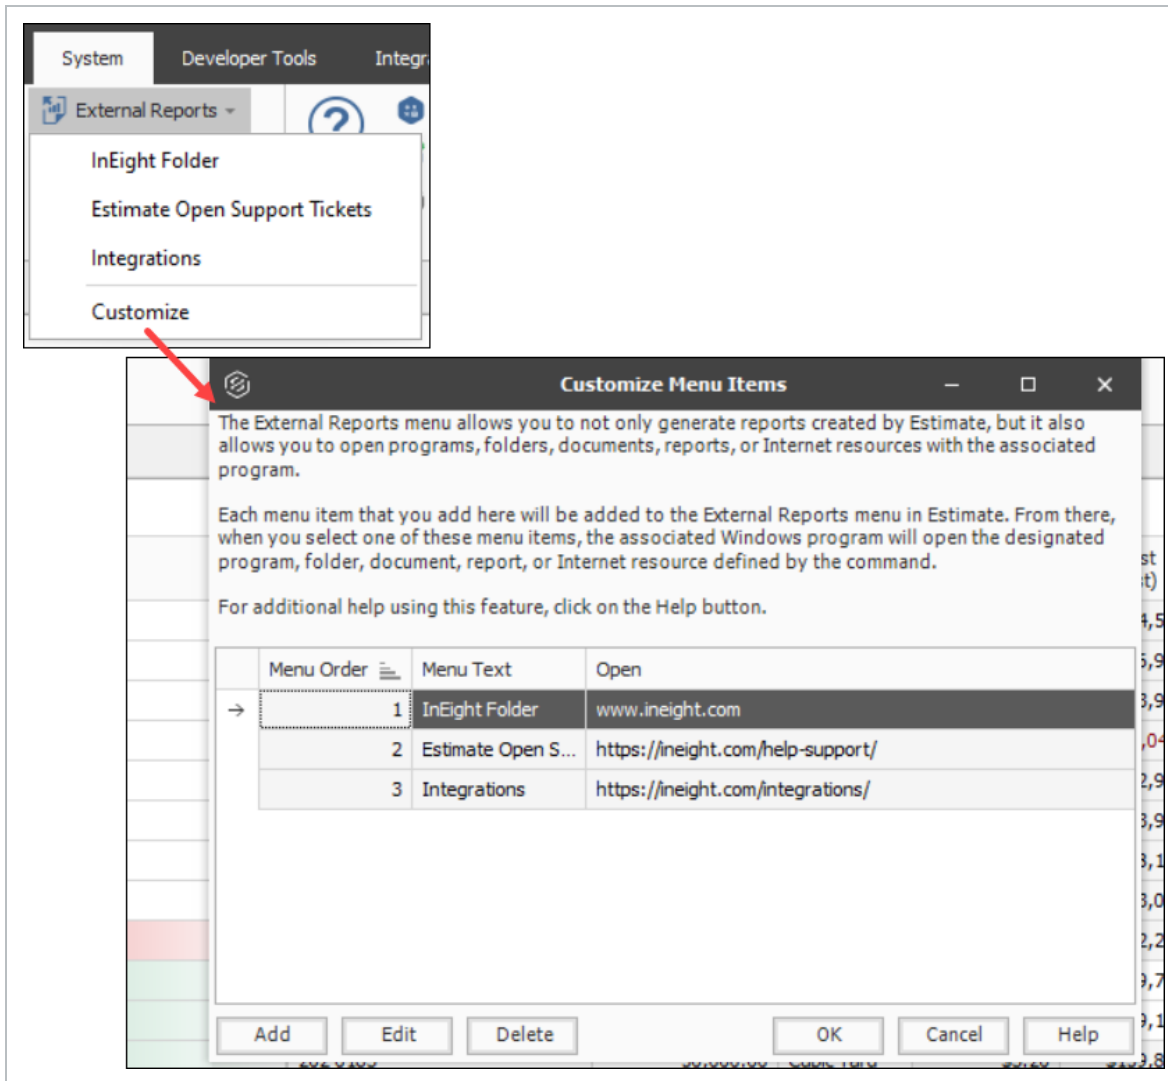 System Developer Tools
External Reports
InEight Folder
Estimate Open Support Tickets
Integrations
Customize
Customize Menu Items
The External Reports menu allows you to not only generate reports created by Estimate, but it also
allows you to open programs, folders, documents, reports, or Internet resources with the associated
program.
Each menu item that you add here will be added to the External Reports menu in Estimate. From there,
when you select one of these menu items, the associated Windows program will open the designated
program, folder, document, report, or Internet resource defined by the command.
For additional help using this feature, click on the Help button.
Menu Order Menu Text Open
1 InEight Folder www.ineight.com
2 Estimate Open S... https://ineight.com/help-support/
3 Integrations https://ineight.com/integrations/
Add Edit Delete OK Cancel Help